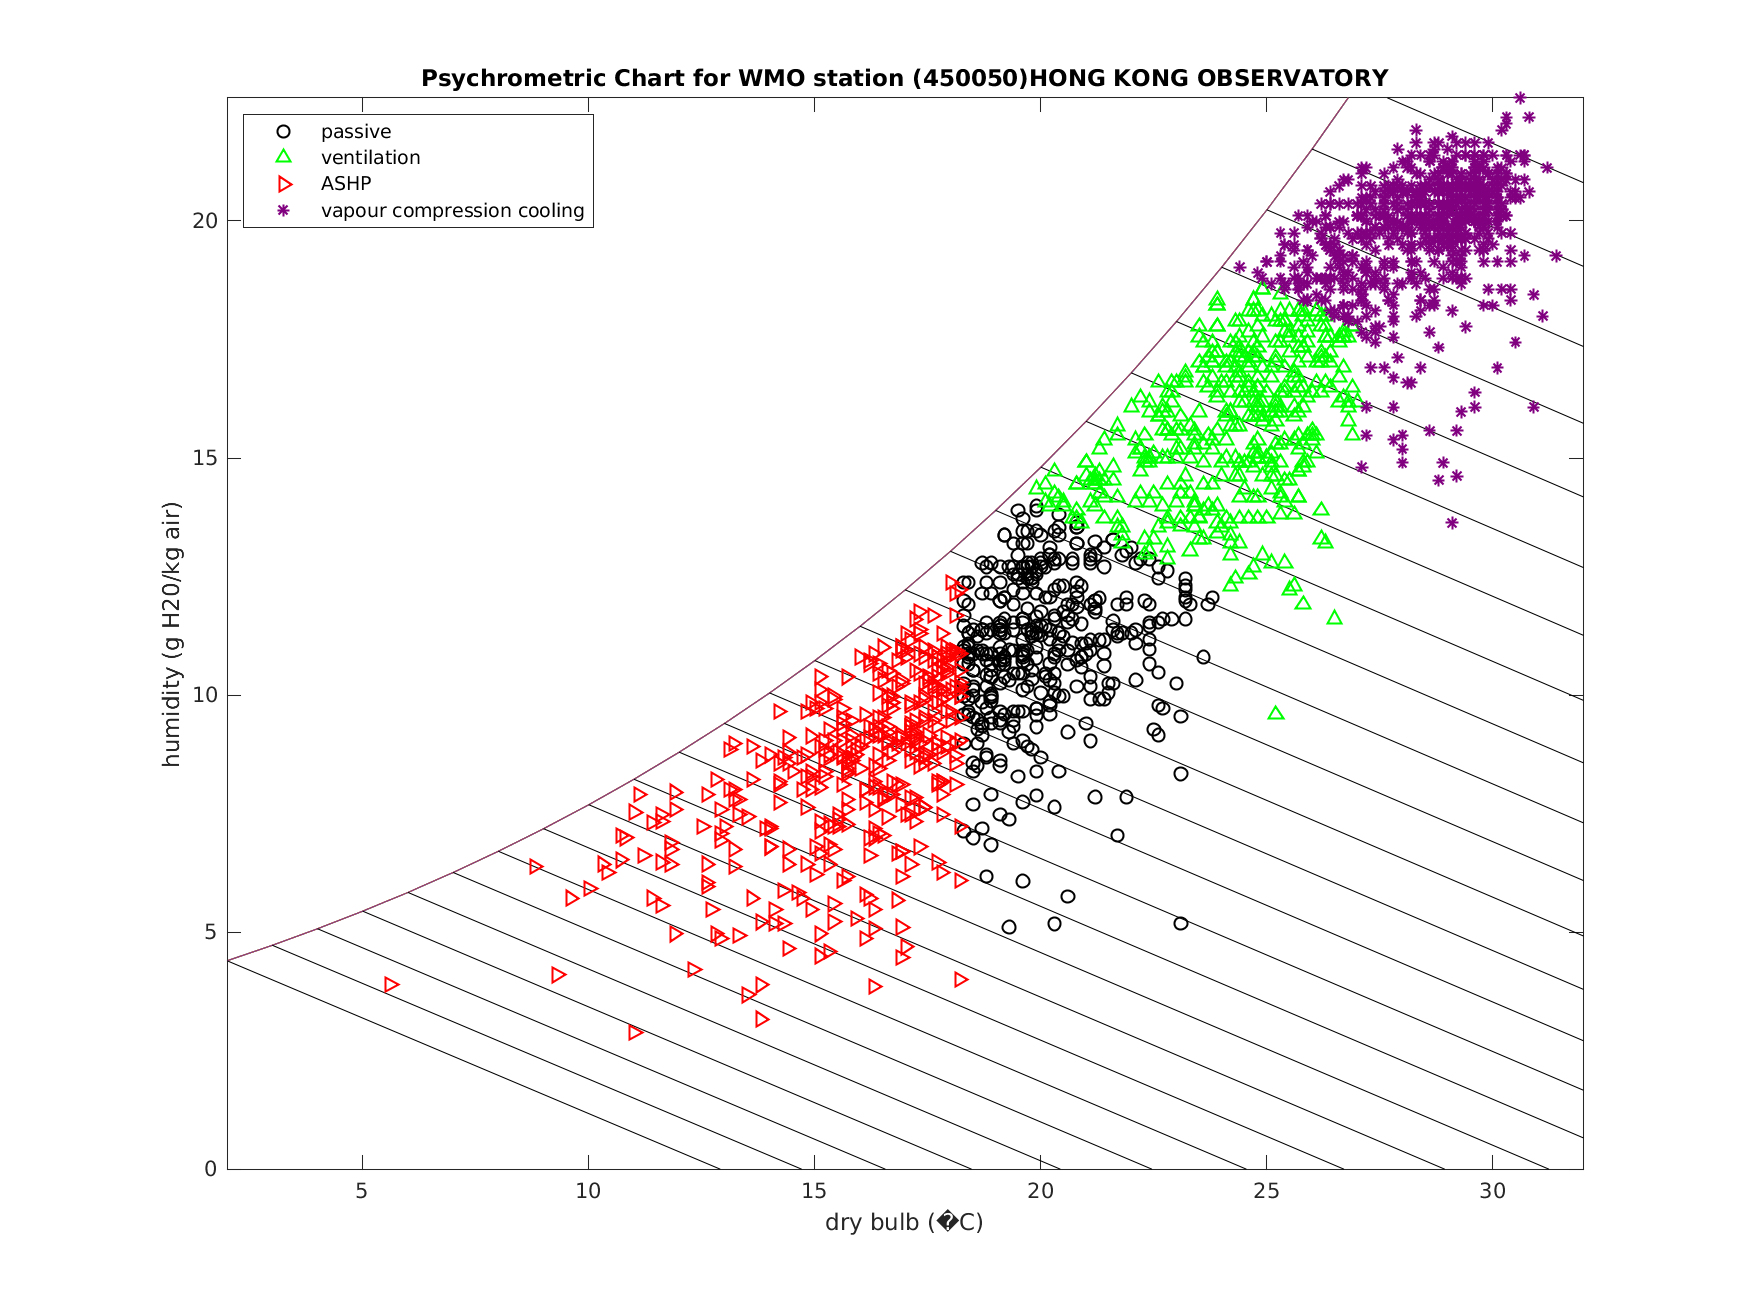 Psychrometric Chart for WMO station (450050)HONG KONG OBSERVATORY
passive
ventilation
ASHP
vapour compression cooling
humidity (g H20/kg air)
20
15
10
5
0
5
10
15
20
25
30
dry bulb (�C)